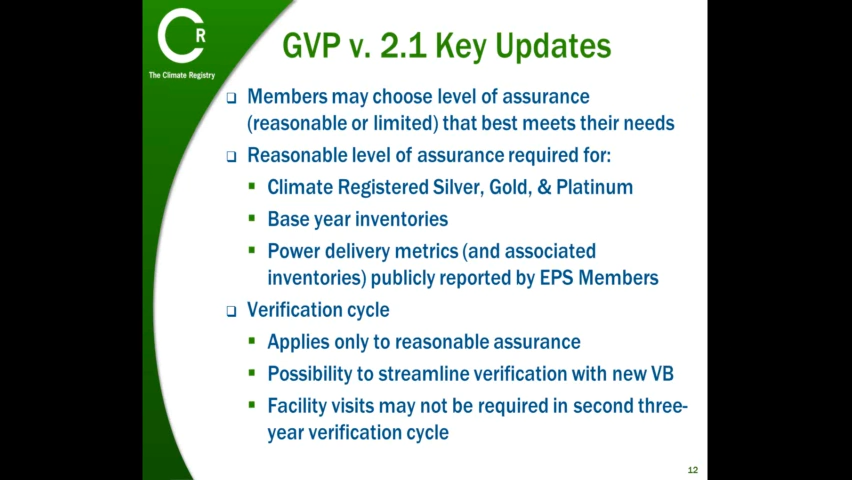 CR
The Climate Registry
GVP v. 2.1 Key Updates
Members may choose level of assurance
(reasonable or limited) that best meets their needs
Reasonable level of assurance required for:
Climate Registered Silver, Gold, & Platinum
Base year inventories
Power delivery metrics (and associated
inventories) publicly reported by EPS Members
Verification cycle
Applies only to reasonable assurance
Possibility to streamline verification with new VB
Facility visits may not be required in second three-
year verification cycle
12